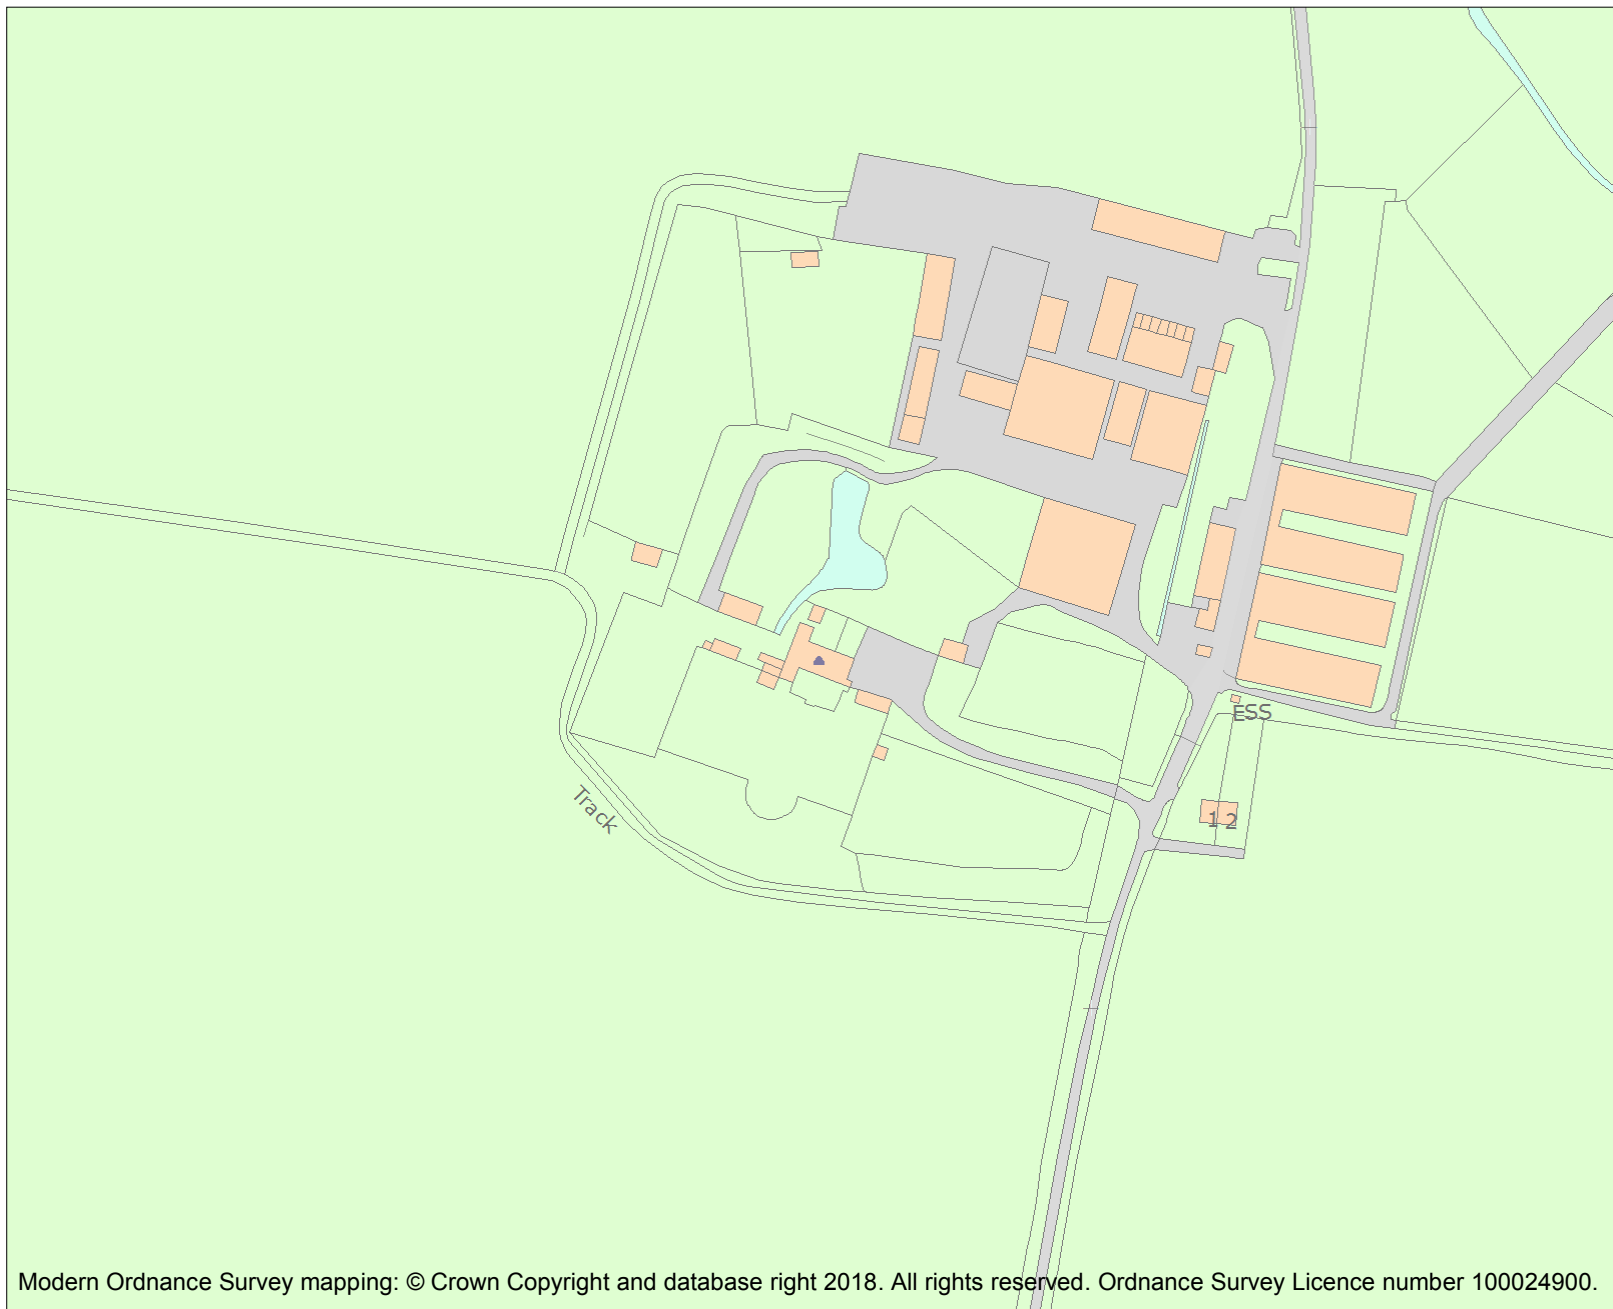 ESS
Track
1 2
Modern Ordnance Survey mapping: © Crown Copyright and database right 2018. All rights reserved. Ordnance Survey Licence number 100024900.